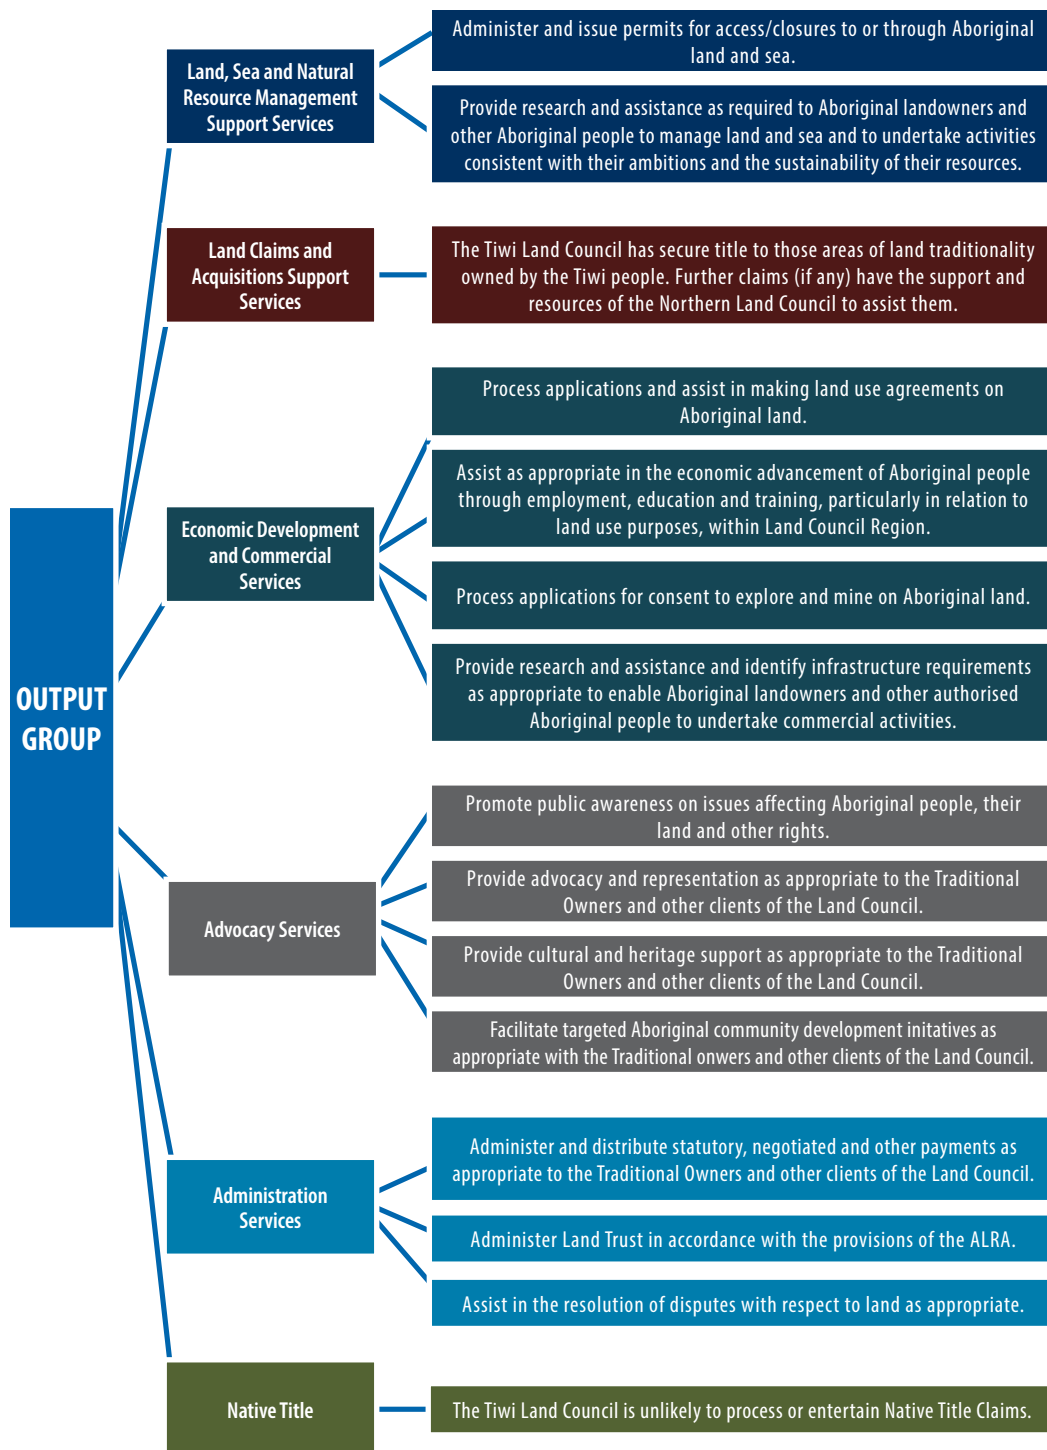 OUTPUT
GROUP
Land, Sea and Natural
Resource Management
Support Services
Administer and issue permits for access/closures to or through Aboriginal
land and sea.
Provide research and assistance as required to Aboriginal landowners and
other Aboriginal people to manage land and sea and to undertake activities
consistent with their ambitions and the sustainability of their resources.
Land Claims and
Acquisitions Support
Services
The Tiwi Land Council has secure title to those areas of land traditionality
owned by the Tiwi people. Further claims (if any) have the support and
resources of the Northern Land Council to assist them.
Economic Development
and Commercial
Services
Process applications and assist in making land use agreements on
Aboriginal land.
Assist as appropriate in the economic advancement of Aboriginal people
through employment, education and training, particularly in relation to
land use purposes, within Land Council Region.
Process applications for consent to explore and mine on Aboriginal land.
Provide research and assistance and identify infrastructure requirements
as appropriate to enable Aboriginal landowners and other authorised
Aboriginal people to undertake commercial activities.
Advocacy Services
Promote public awareness on issues affecting Aboriginal people, their
land and other rights.
Provide advocacy and representation as appropriate to the Traditional
Owners and other clients of the Land Council.
Provide cultural and heritage support as appropriate to the Traditional
Owners and other clients of the Land Council.
Facilitate targeted Aboriginal community development initatives as
appropriate with the Traditional onwers and other clients of the Land Council.
Administration
Services
Administer and distribute statutory, negotiated and other payments as
appropriate to the Traditional Owners and other clients of the Land Council.
Administer Land Trust in accordance with the provisions of the ALRA.
Assist in the resolution of disputes with respect to land as appropriate.
Native Title
The Tiwi Land Council is unlikely to process or entertain Native Title Claims.